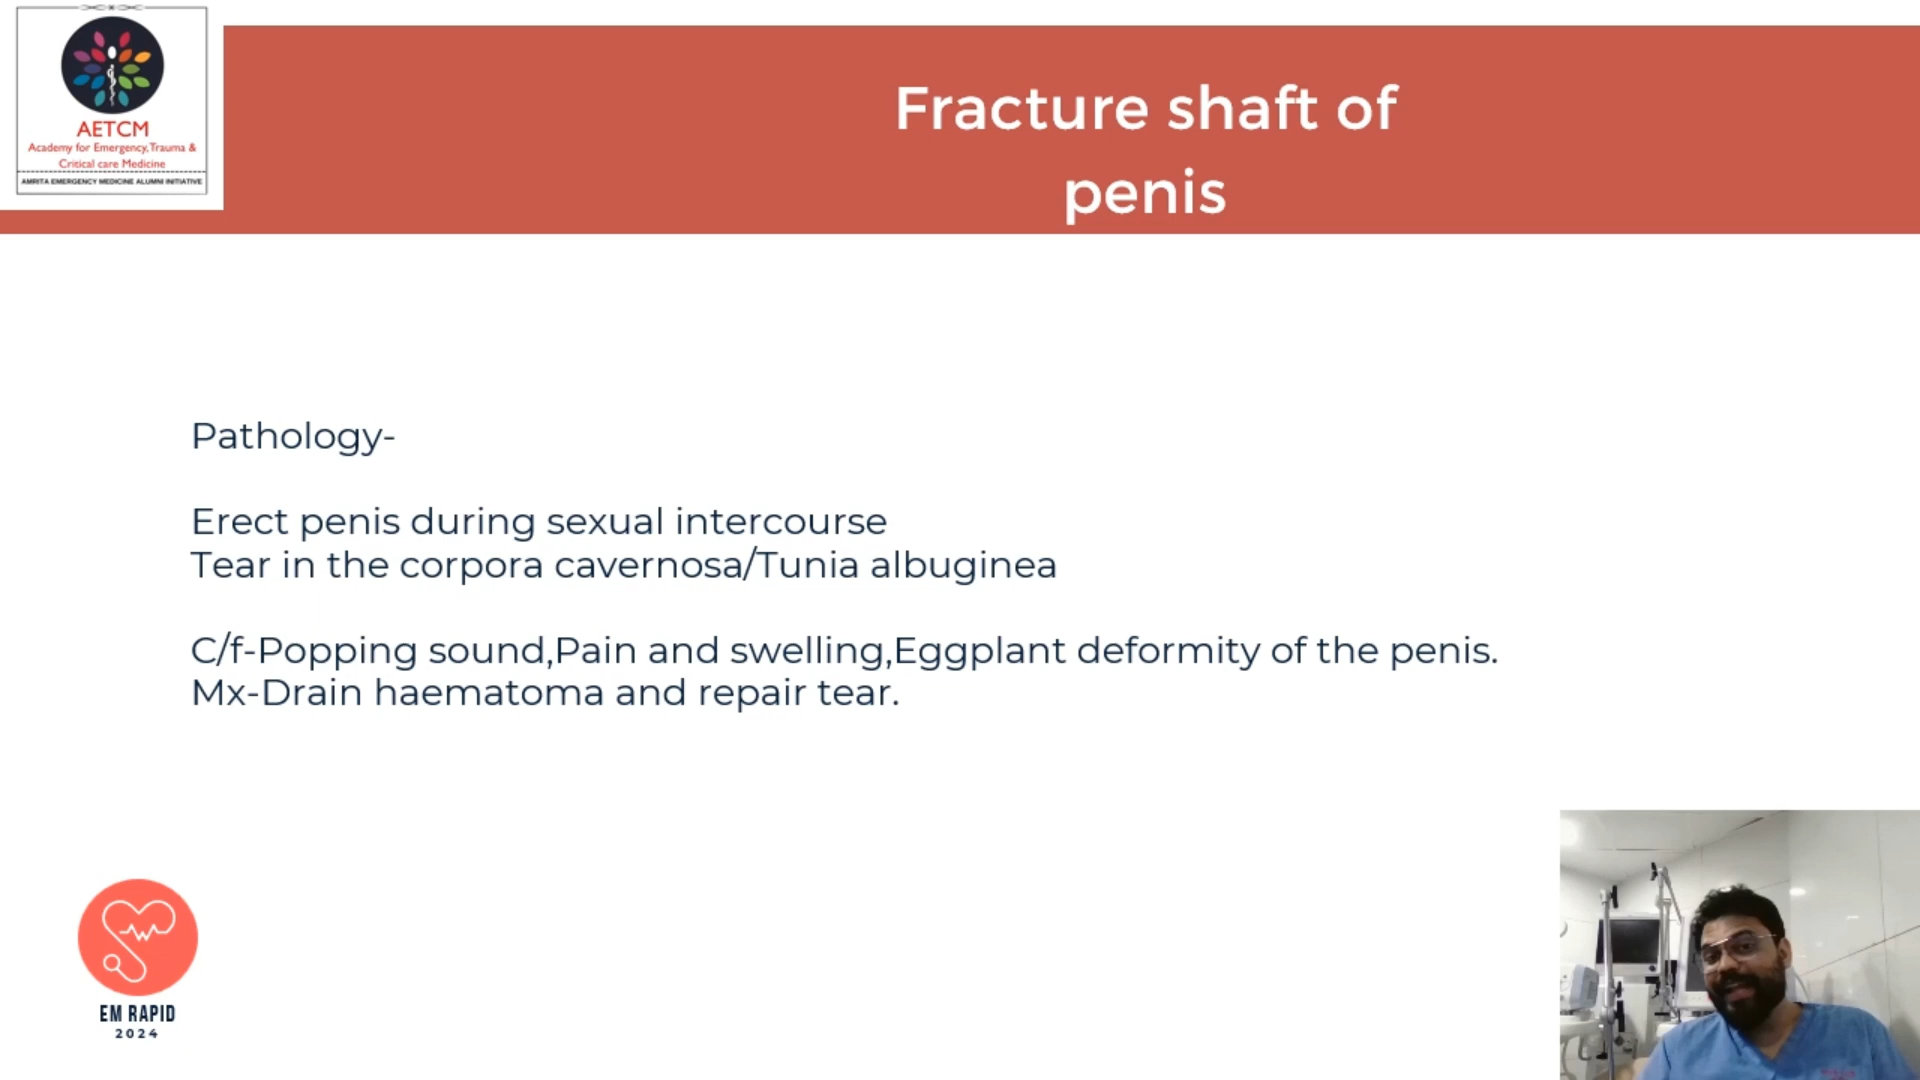 AETCM
Academy for Emergency, Trauma &
Critical care Medicine
AMRITA EMERGENCY MEDICINE ALUMNI INITIATIVE
Fracture shaft of
penis
Pathology-
Erect penis during sexual intercourse
Tear in the corpora cavernosa/Tunia albuginea
C/f-Popping sound,Pain and swelling,Eggplant deformity of the penis.
Mx-Drain haematoma and repair tear.
EM RAPID
2024